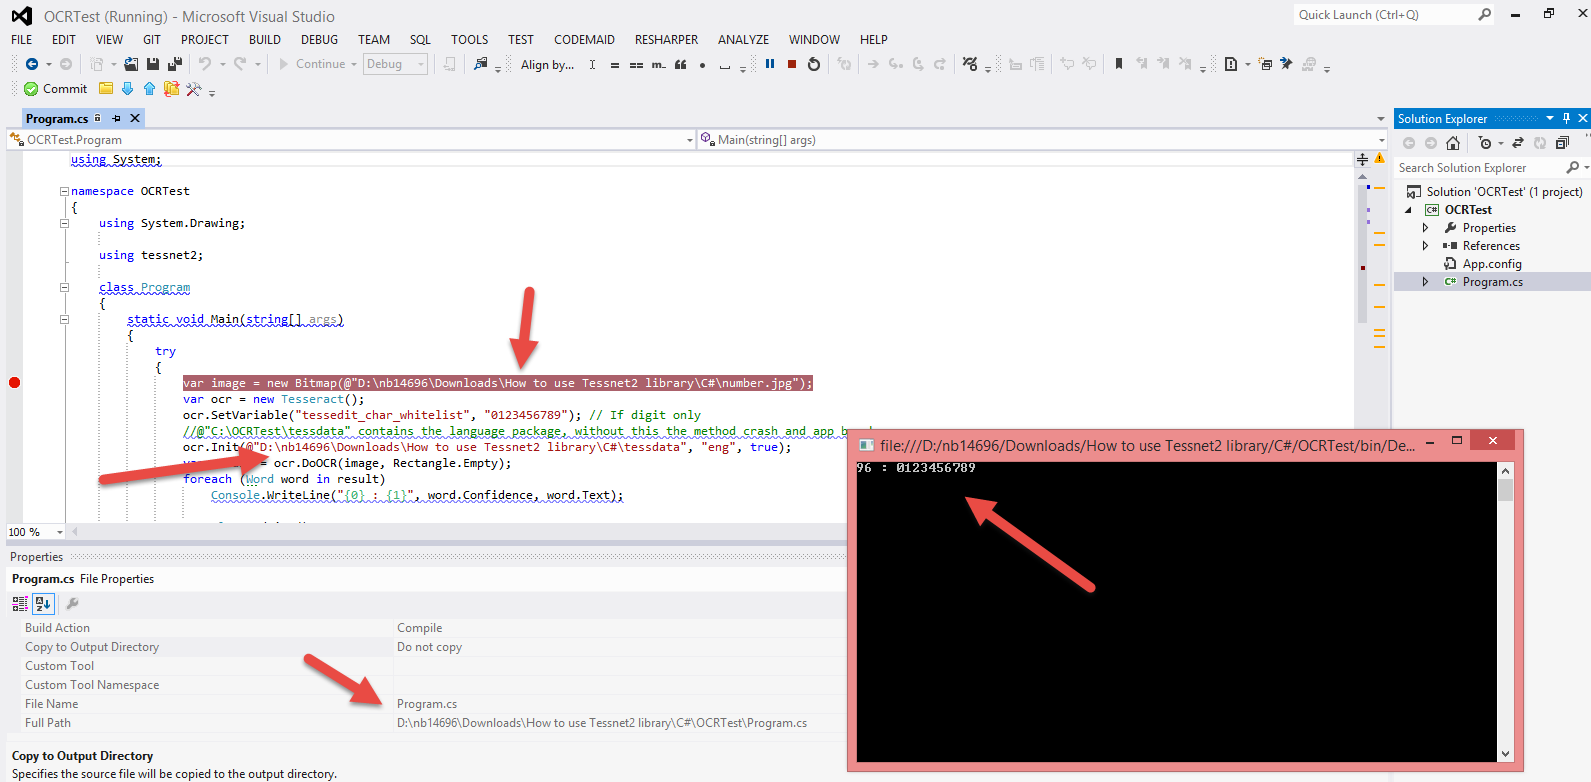 OCRTest (Running) - Microsoft Visual Studio
Quick Launch (Ctrl+Q)
FILE EDIT VIEW GIT PROJECT BUILD DEBUG TEAM SQL TOOLS TEST CODEMAID RESHARPER ANALYZE WINDOW HELP
Continue Debug Align by...
Commit
Program.cs
OCRTest.Program Main(string[] args)
using System;
namespace OCRTest
{
using System.Drawing;
using tessnet2;
class Program
{
static void Main(string[] args)
{
try
{
var image = new Bitmap(@"D:\nb14696\Downloads\How to use Tessnet2 library\C#\number.jpg");
var ocr = new Tesseract();
ocr.SetVariable("tessedit_char_whitelist", "0123456789"); // If digit only
//@"C:\OCRTest\tessdata" contains the language package, without this the method crash and app
ocr.Init(@"D:\nb14696\Downloads\How to use Tessnet2 library\C#\tessdata", "eng", true);
= ocr.DoOCR(image, Rectangle.Empty);
foreach (Word word in result)
Console.WriteLine("{0} : {1}", word.Confidence, word.Text);
100 %
Properties
Program.cs File Properties
Build Action Compile
Copy to Output Directory Do not copy
Custom Tool
Custom Tool Namespace
File Name Program.cs
Full Path D:\nb14696\Downloads\How to use Tessnet2 library\C#\OCRTest\Program.cs
Copy to Output Directory
Specifies the source file will be copied to the output directory.
file:///D:/nb14696/Downloads/How to use Tessnet2 library/C#/OCRTest/bin/De...
96 : 0123456789
Solution Explorer
Search Solution Explorer
Solution 'OCRTest' (1 project)
C# OCRTest
Properties
References
App.config
C# Program.cs